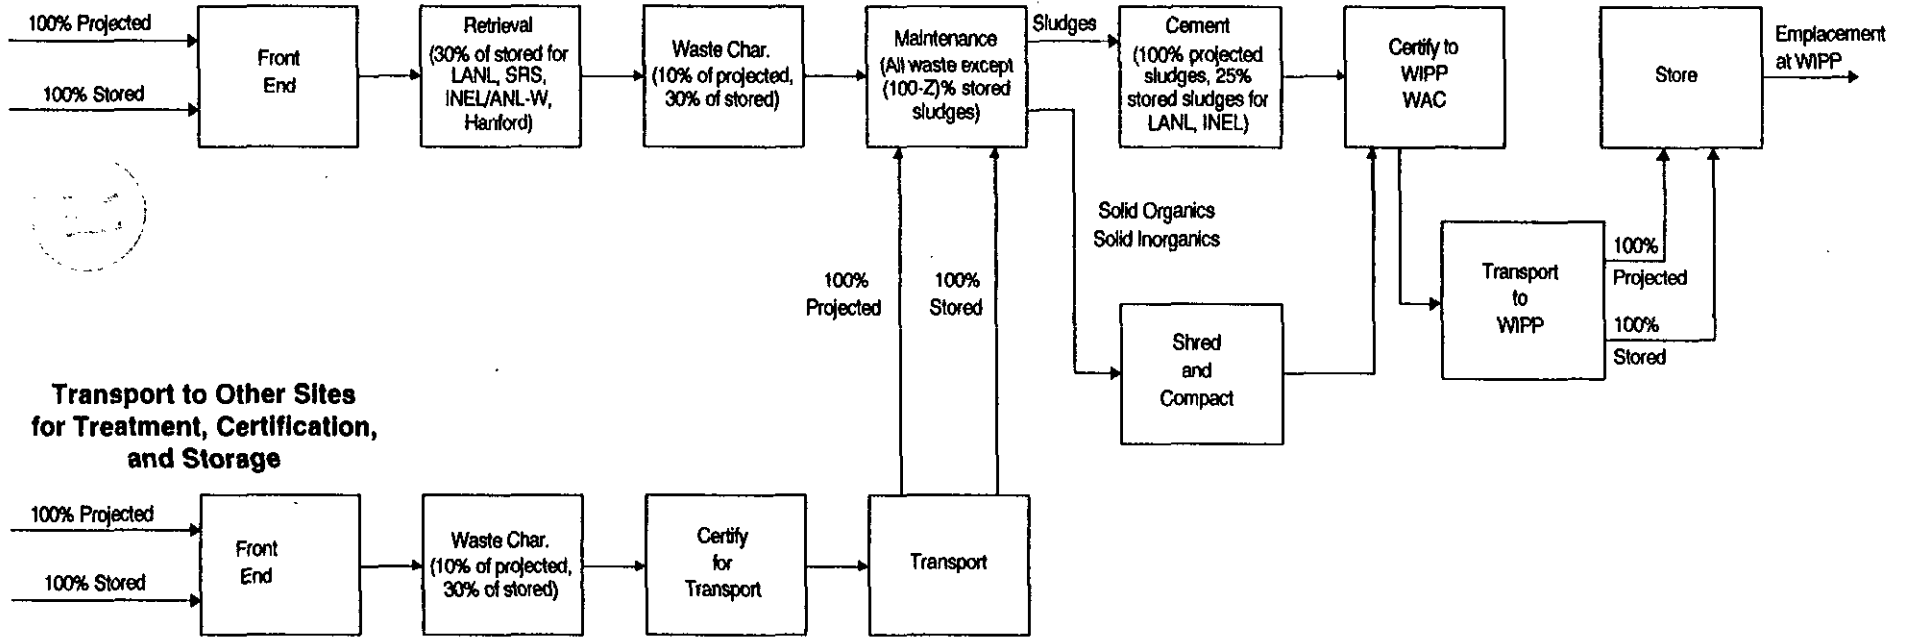 100% Projected
100% Stored
Front
End
Retrieval
(30% of stored for
LANL, SRS,
INEL/ANL-W,
Hanford)
Waste Char.
(10% of projected,
30% of stored)
Maintenance
(All waste except
(100-Z)% stored
sludges)
Sludges
Cement
(100% projected
sludges, 25%
stored sludges for
LANL, INEL)
Certify to
WIPP
WAC
Store
Emplacement
at WIPP
Solid Organics
Solid Inorganics
100%
Projected
100%
Stored
Shred
and
Compact
Transport
to
WIPP
100%
Projected
100%
Stored
Transport to Other Sites
for Treatment, Certification,
and Storage
100% Projected
100% Stored
Front
End
Waste Char.
(10% of projected,
30% of stored)
Certify
for
Transport
Transport